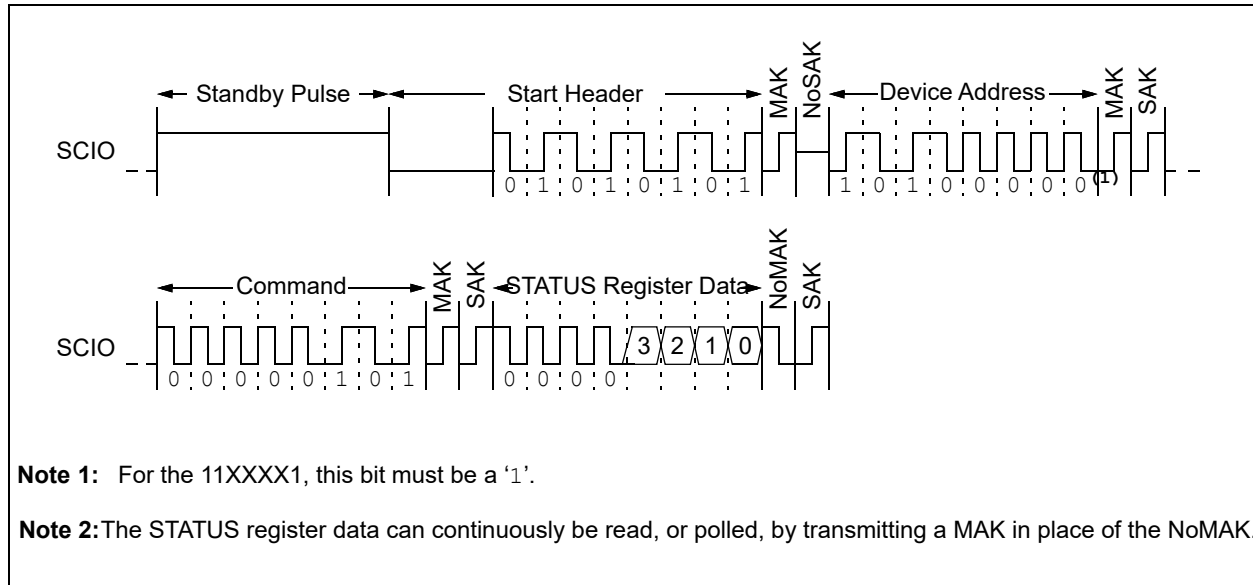 Standby Pulse Start Header MAK NoSAK Device Address MAK SAK
SCIO
0 1 0 1 0 1 0 1 1 0 1 0 0 0 0 0(1)
Command MAK SAK STATUS Register Data NoMAK SAK
SCIO 3 2 1 0
0 0 0 0 0 1 0 1 0 0 0 0
Note 1: For the 11XXXX1, this bit must be a ‘1’.
Note 2:The STATUS register data can continuously be read, or polled, by transmitting a MAK in place of the NoMAK.